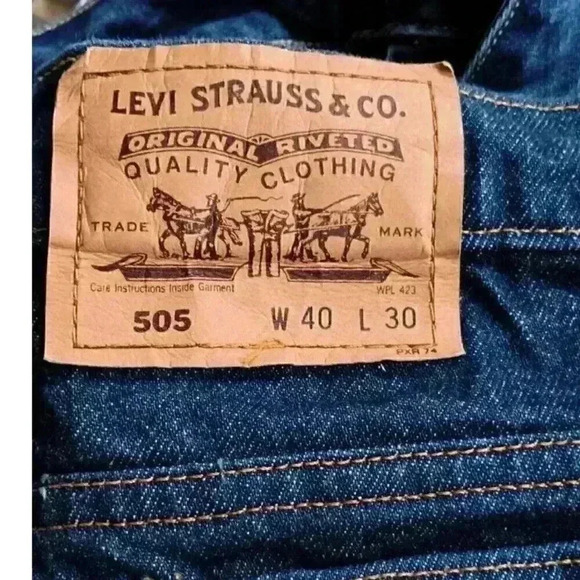 LEVI STRAUSS & CO.
ORIGINAL RIVETED
QUALITY CLOTHING
TRADE MARK
Care Instructions Inside Garment WPL 423
505 W 40 L 30
PXR 74